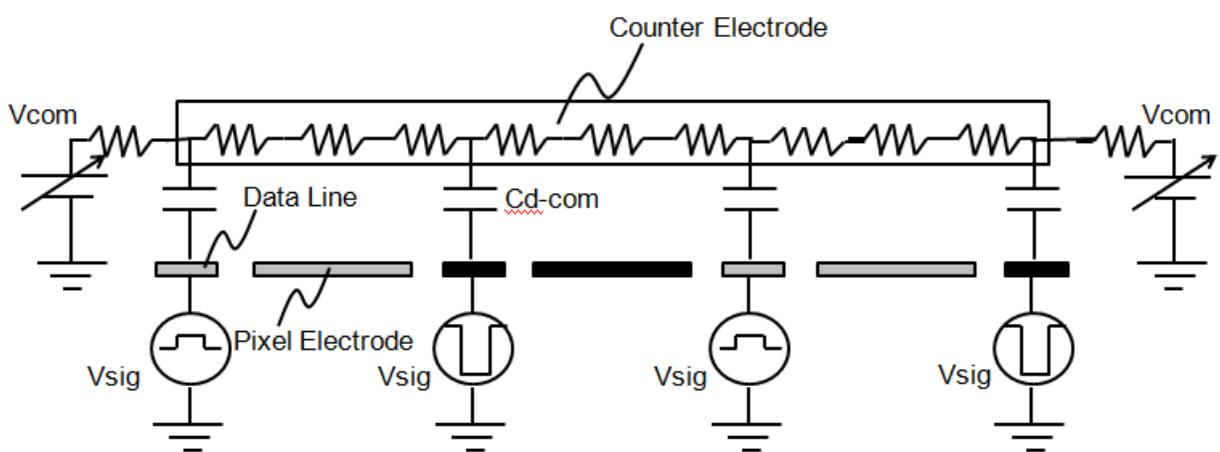 Counter Electrode
Vcom
Vcom
Data Line
Cd-com
Pixel Electrode
Vsig
Vsig
Vsig
Vsig